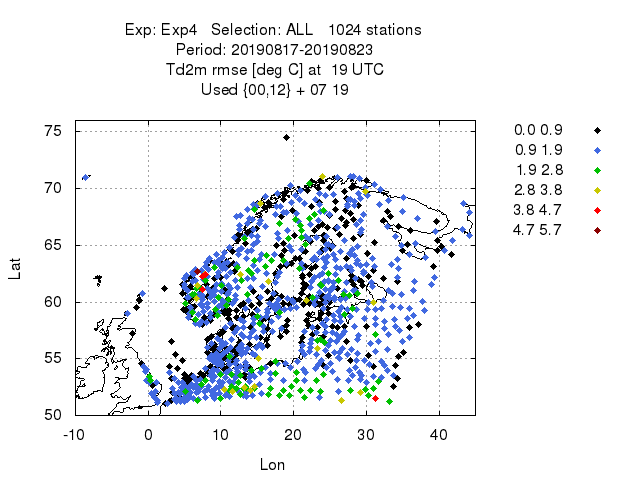 Exp: Exp4   Selection: ALL   1024 stations
Period: 20190817-20190823
Td2m rmse [deg C] at  19 UTC
Used {00,12} + 07 19
0.0 0.9
0.9 1.9
1.9 2.8
2.8 3.8
3.8 4.7
4.7 5.7
75
70
65
60
55
50
Lat
-10 0 10 20 30 40
Lon